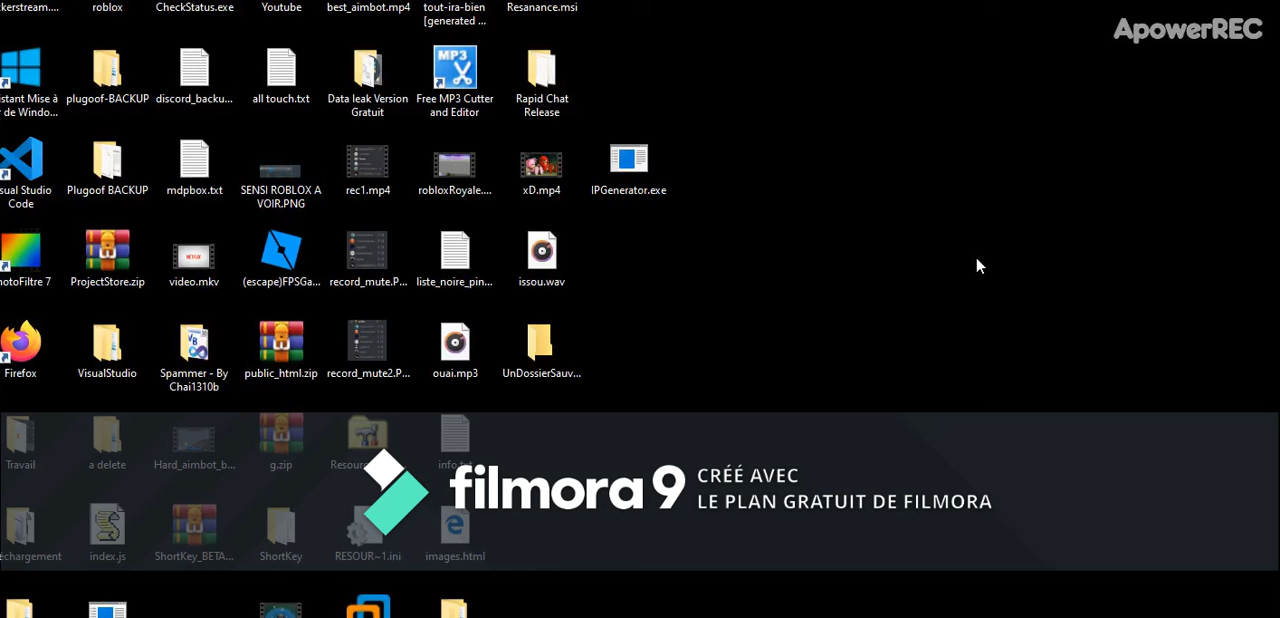 ApowerREC
kerstream....
roblox
CheckStatus.exe
Youtube
best_aimbot.mp4
tout-ira-bien
[generated ...
Resanance.msi
istant Mise à
r de Windo...
plugoof-BACKUP
discord_backu...
all touch.txt
Data leak Version
Gratuit
MP3
Free MP3 Cutter
and Editor
Rapid Chat
Release
sual Studio
Code
Plugoof BACKUP
mdpbox.txt
SENSI ROBLOX A
VOIR.PNG
rec1.mp4
robloxRoyale....
xD.mp4
IPGenerator.exe
notoFiltre 7
ProjectStore.zip
NETFLIX
video.mkv
(escape)FPSGa...
record_mute.P...
liste_noire_pin...
issou.wav
Firefox
VisualStudio
VB
Spammer - By
Chai1310b
public_html.zip
record_mute2.P...
ouai.mp3
UnDossierSauv...
Travail
a delete
Hard_aimbot_b...
g.zip
filmora 9
CRÉÉ AVEC
LE PLAN GRATUIT DE FILMORA
échargement
index.js
ShortKey_BETA...
ShortKey
RESOUR~1.ini
images.html